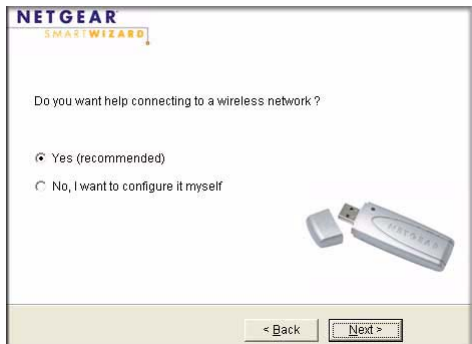 NETGEAR
SMARTWIZARD
Do you want help connecting to a wireless network ?
Yes (recommended)
No, I want to configure it myself
NETGEAR
< Back
Next >